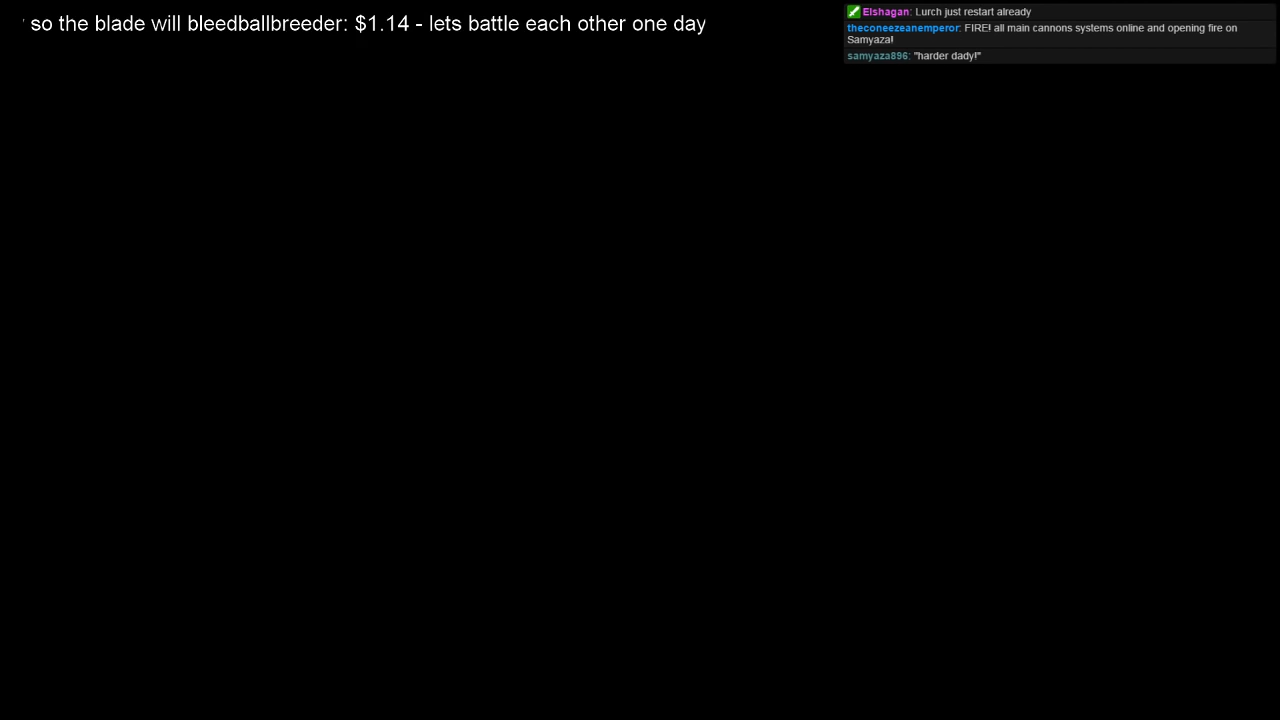 so the blade will bleedballbreeder: $1.14 - lets battle each other one day
Elshagan: Lurch just restart already
theconeezeanemperor: FIRE! all main cannons systems online and opening fire on
Samyaza!
samyaza896: "harder dady!"